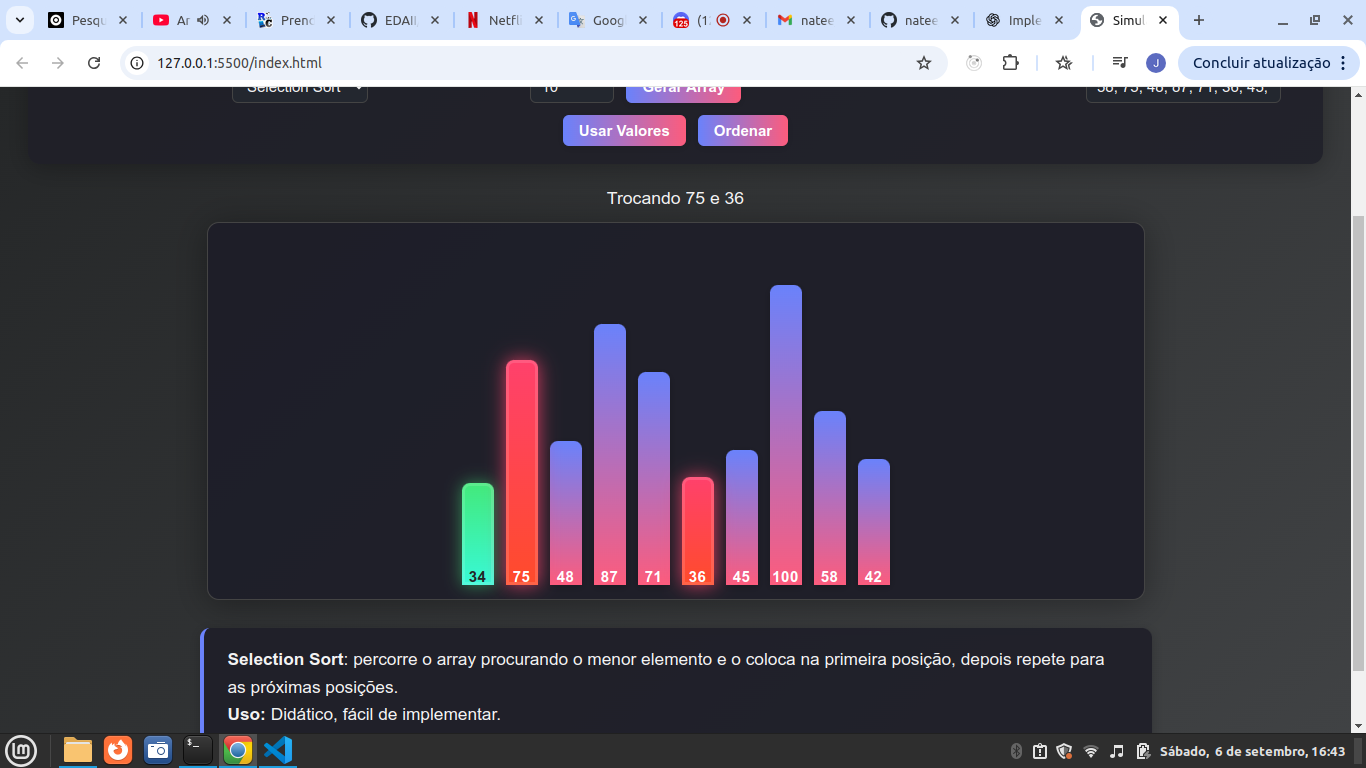 Pesqu
Ar
Prenc
EDAII
Netfli
Goog
125
natee
natee
Imple
Simul
127.0.0.1:5500/index.html
J
Concluir atualização
Selection Sort
10
Gerar Array
58, 75, 48, 87, 71, 36, 45,
Usar Valores
Ordenar
Trocando 75 e 36
34 75 48 87 71 36 45 100 58 42
Selection Sort: percorre o array procurando o menor elemento e o coloca na primeira posição, depois repete para
as próximas posições.
Uso: Didático, fácil de implementar.
Sábado, 6 de setembro, 16:43